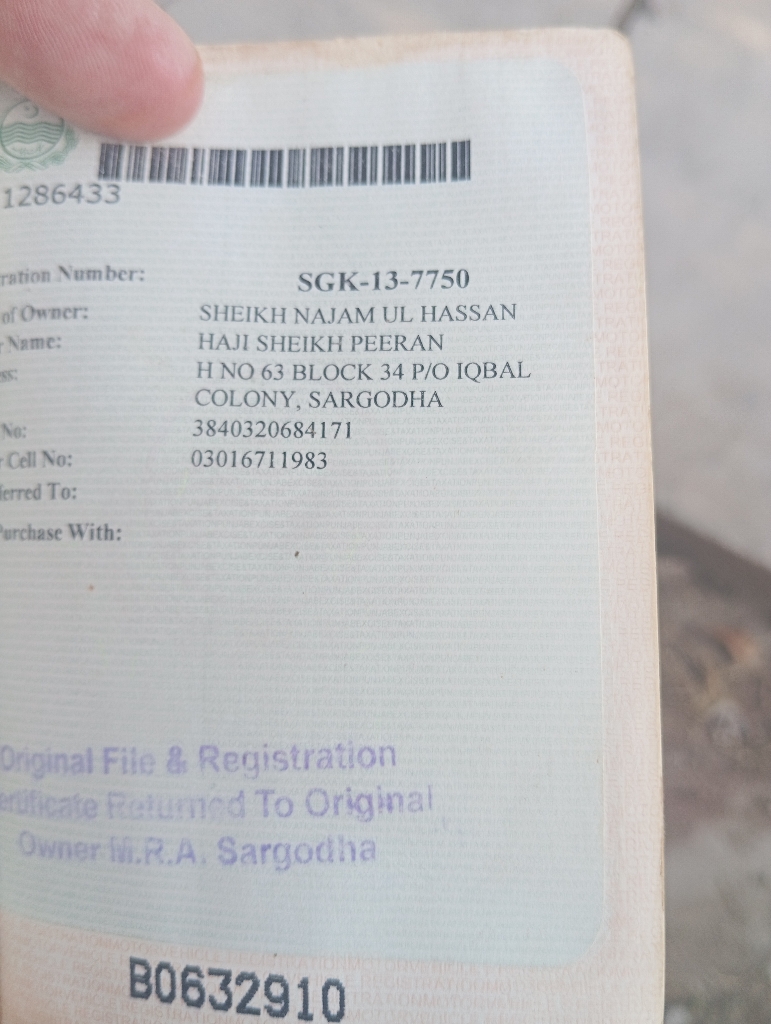 1286433
ration Number: SGK-13-7750
of Owner: SHEIKH NAJAM UL HASSAN
Name: HAJI SHEIKH PEERAN
ss: H NO 63 BLOCK 34 P/O IQBAL
COLONY, SARGODHA
No: 3840320684171
Cell No: 03016711983
ferred To:
Purchase With:
Original File & Registration
ertificate Returned To Original
Owner M.R.A. Sargodha
B0632910